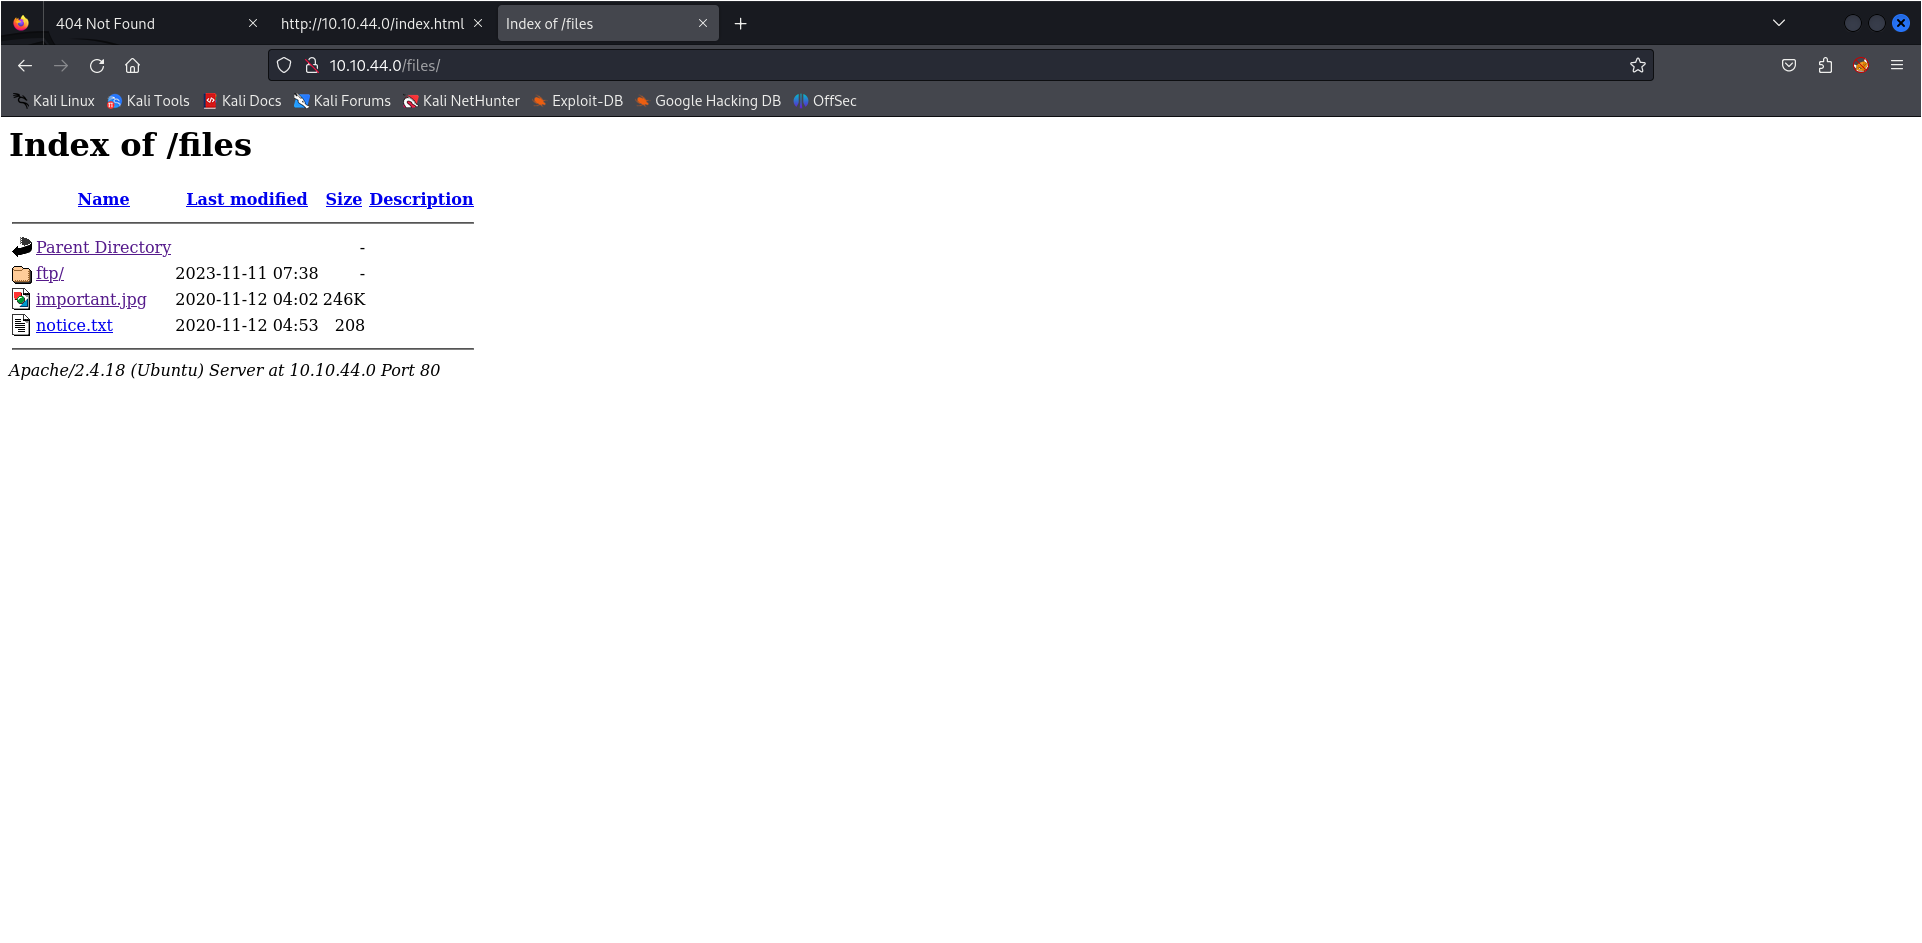 404 Not Found http://10.10.44.0/index.html Index of /files
10.10.44.0/files/
Kali Linux Kali Tools Kali Docs Kali Forums Kali NetHunter Exploit-DB Google Hacking DB OffSec
Index of /files
Name Last modified Size Description
Parent Directory -
ftp/ 2023-11-11 07:38 -
important.jpg 2020-11-12 04:02 246K
notice.txt 2020-11-12 04:53 208
Apache/2.4.18 (Ubuntu) Server at 10.10.44.0 Port 80